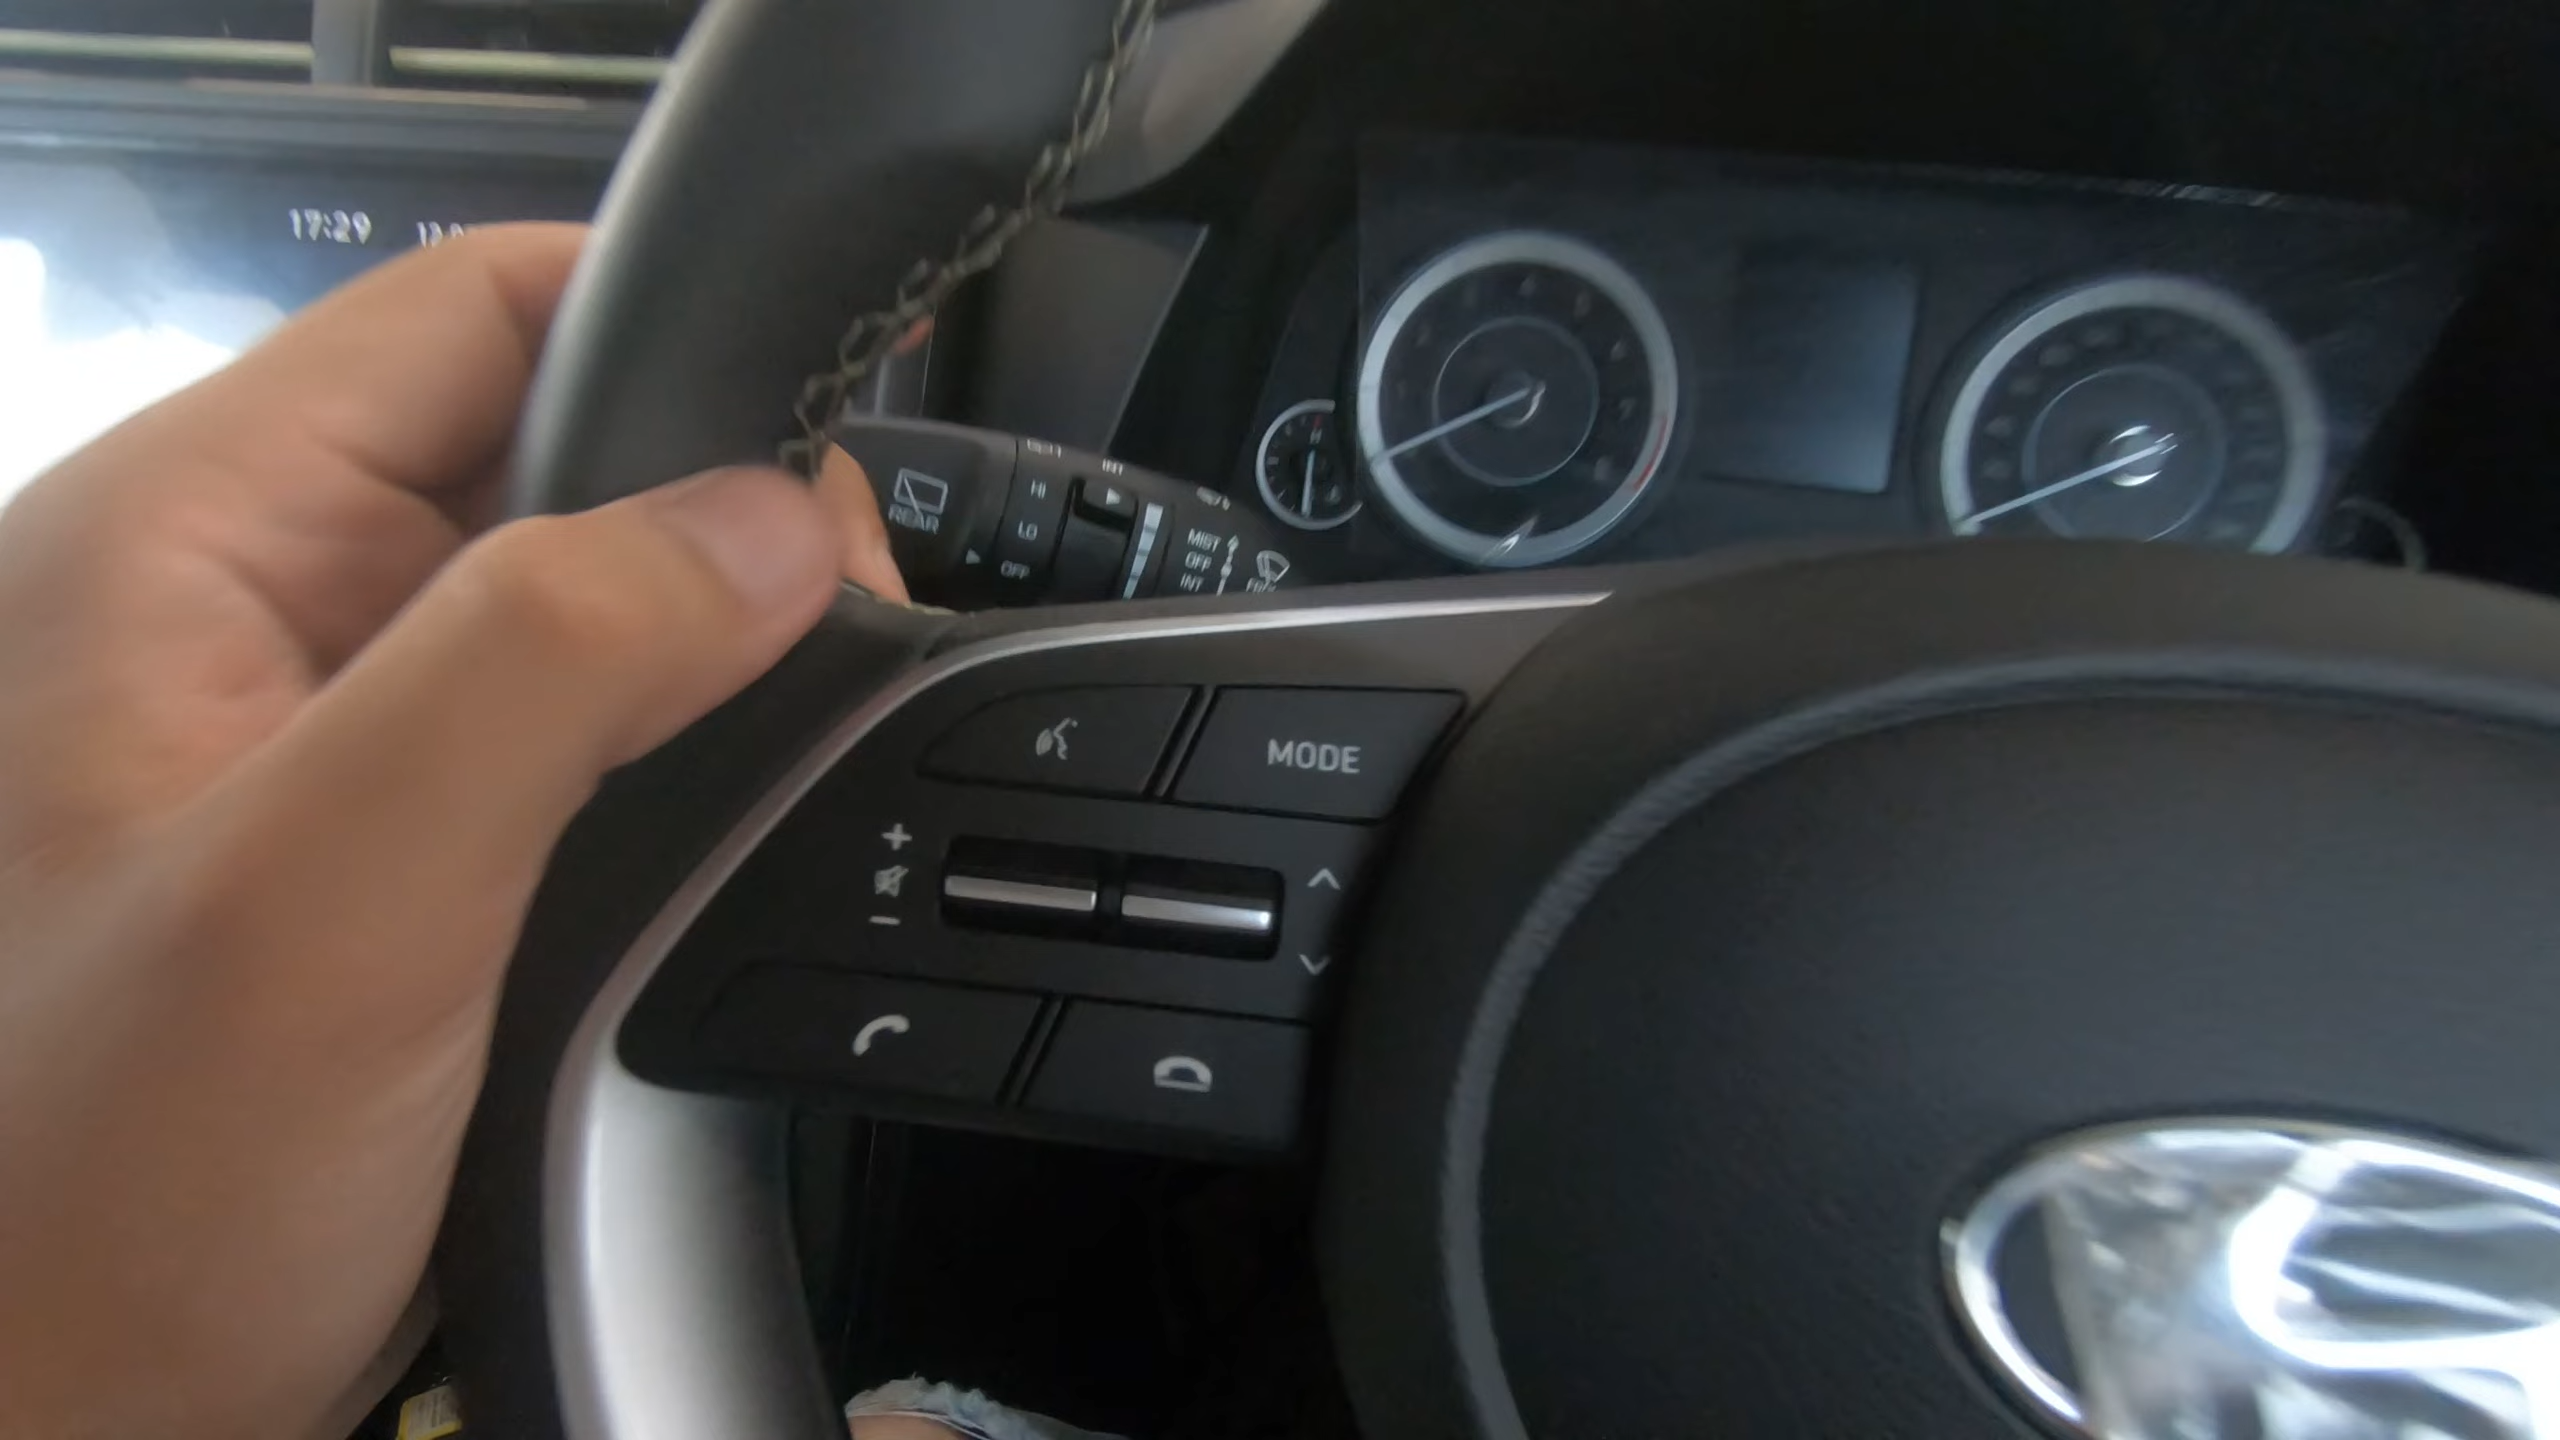 17:29
INT
HI
LO
OFF
REAR
MIST
OFF
INT
MODE
+
-